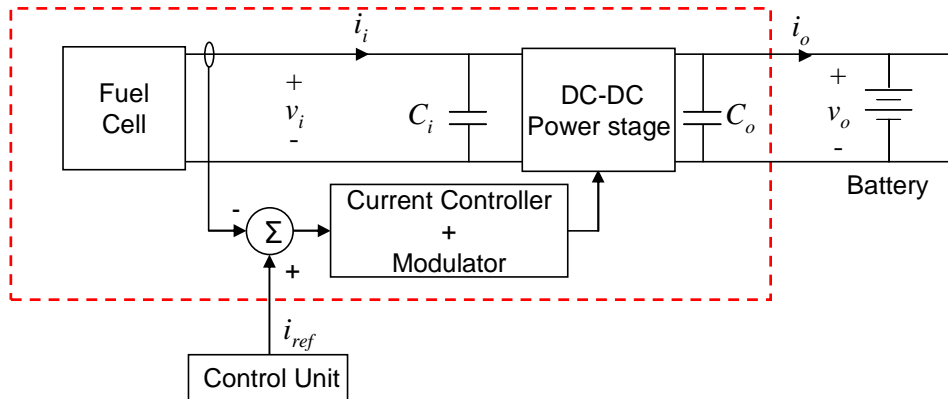 i_i
i_o
Fuel
Cell
+
v_i
-
C_i
DC-DC
Power stage
C_o
+
v_o
-
Battery
Current Controller
+
Modulator
-
Σ
+
i_ref
Control Unit